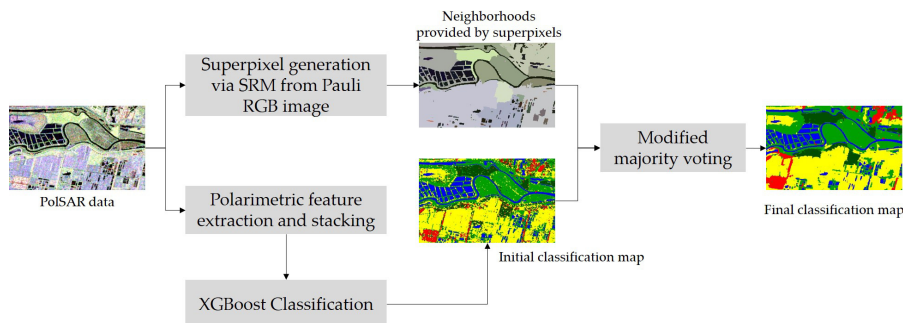 Neighborhoods
provided by superpixels
Superpixel generation
via SRM from Pauli
RGB image
PolSAR data
Modified
majority voting
Polarimetric feature
extraction and stacking
Final classification map
Initial classification map
XGBoost Classification